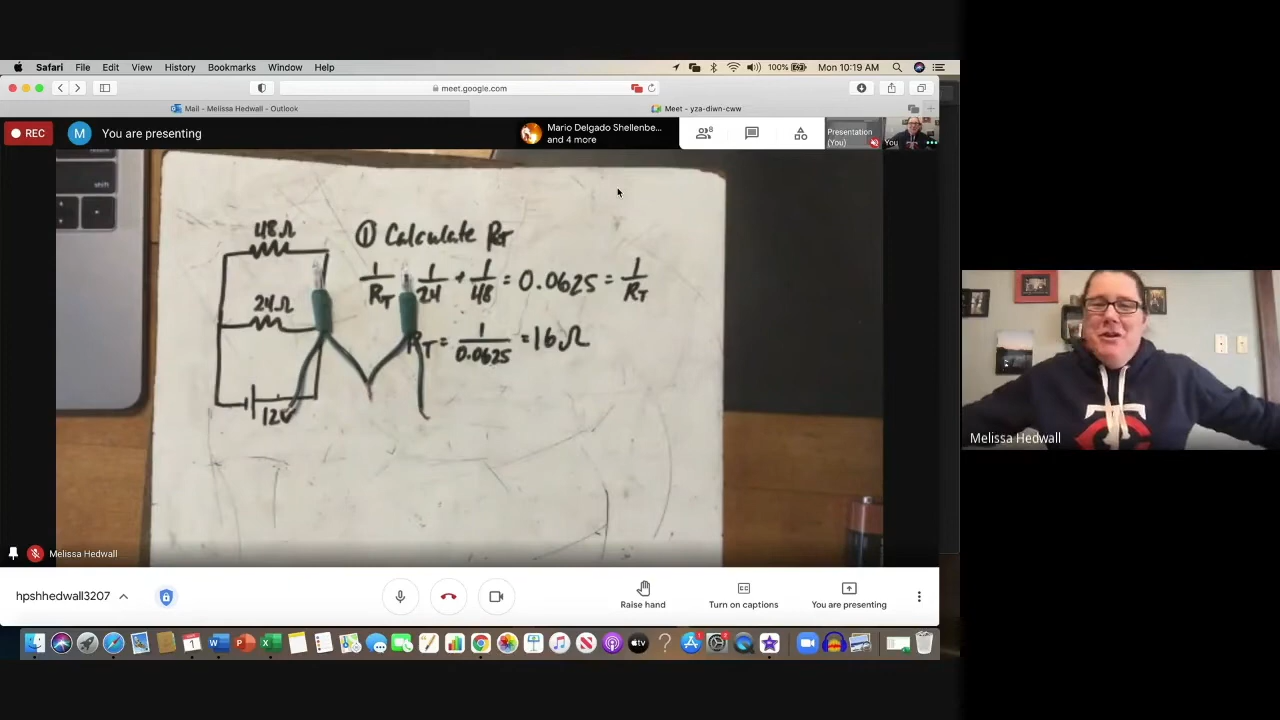 Safari File Edit View History Bookmarks Window Help
100% Mon 10:19 AM
meet.google.com
Mail - Melissa Hedwall - Outlook
Meet - yza-diwn-cww
REC
M You are presenting
Mario Delgado Shellenbe...
and 4 more
8
Presentation
(You)
You
shift
48Ω
① Calculate RT
1/RT 1/24 + 1/48 = 0.0625 = 1/RT
24Ω
RT = 1/0.0625 = 16Ω
12V
Melissa Hedwall
Melissa Hedwall
hpshhedwall3207
Raise hand
Turn on captions
You are presenting
tv